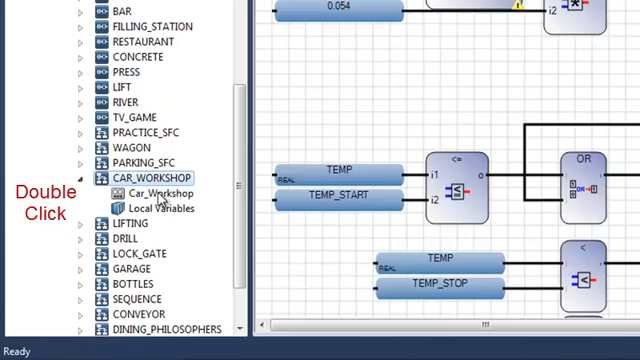 BAR
FILLING_STATION
RESTAURANT
CONCRETE
PRESS
LIFT
RIVER
TV_GAME
PRACTICE_SFC
WAGON
PARKING_SFC
CAR_WORKSHOP
Car_Workshop
Local Variables
LIFTING
DRILL
LOCK_GATE
GARAGE
BOTTLES
SEQUENCE
CONVEYOR
DINING_PHILOSOPHERS
Double
Click
0.054
i2
TEMP
REAL
TEMP_START
<=
i1
o
i2
OR
TEMP
REAL
TEMP_STOP
<
Ready